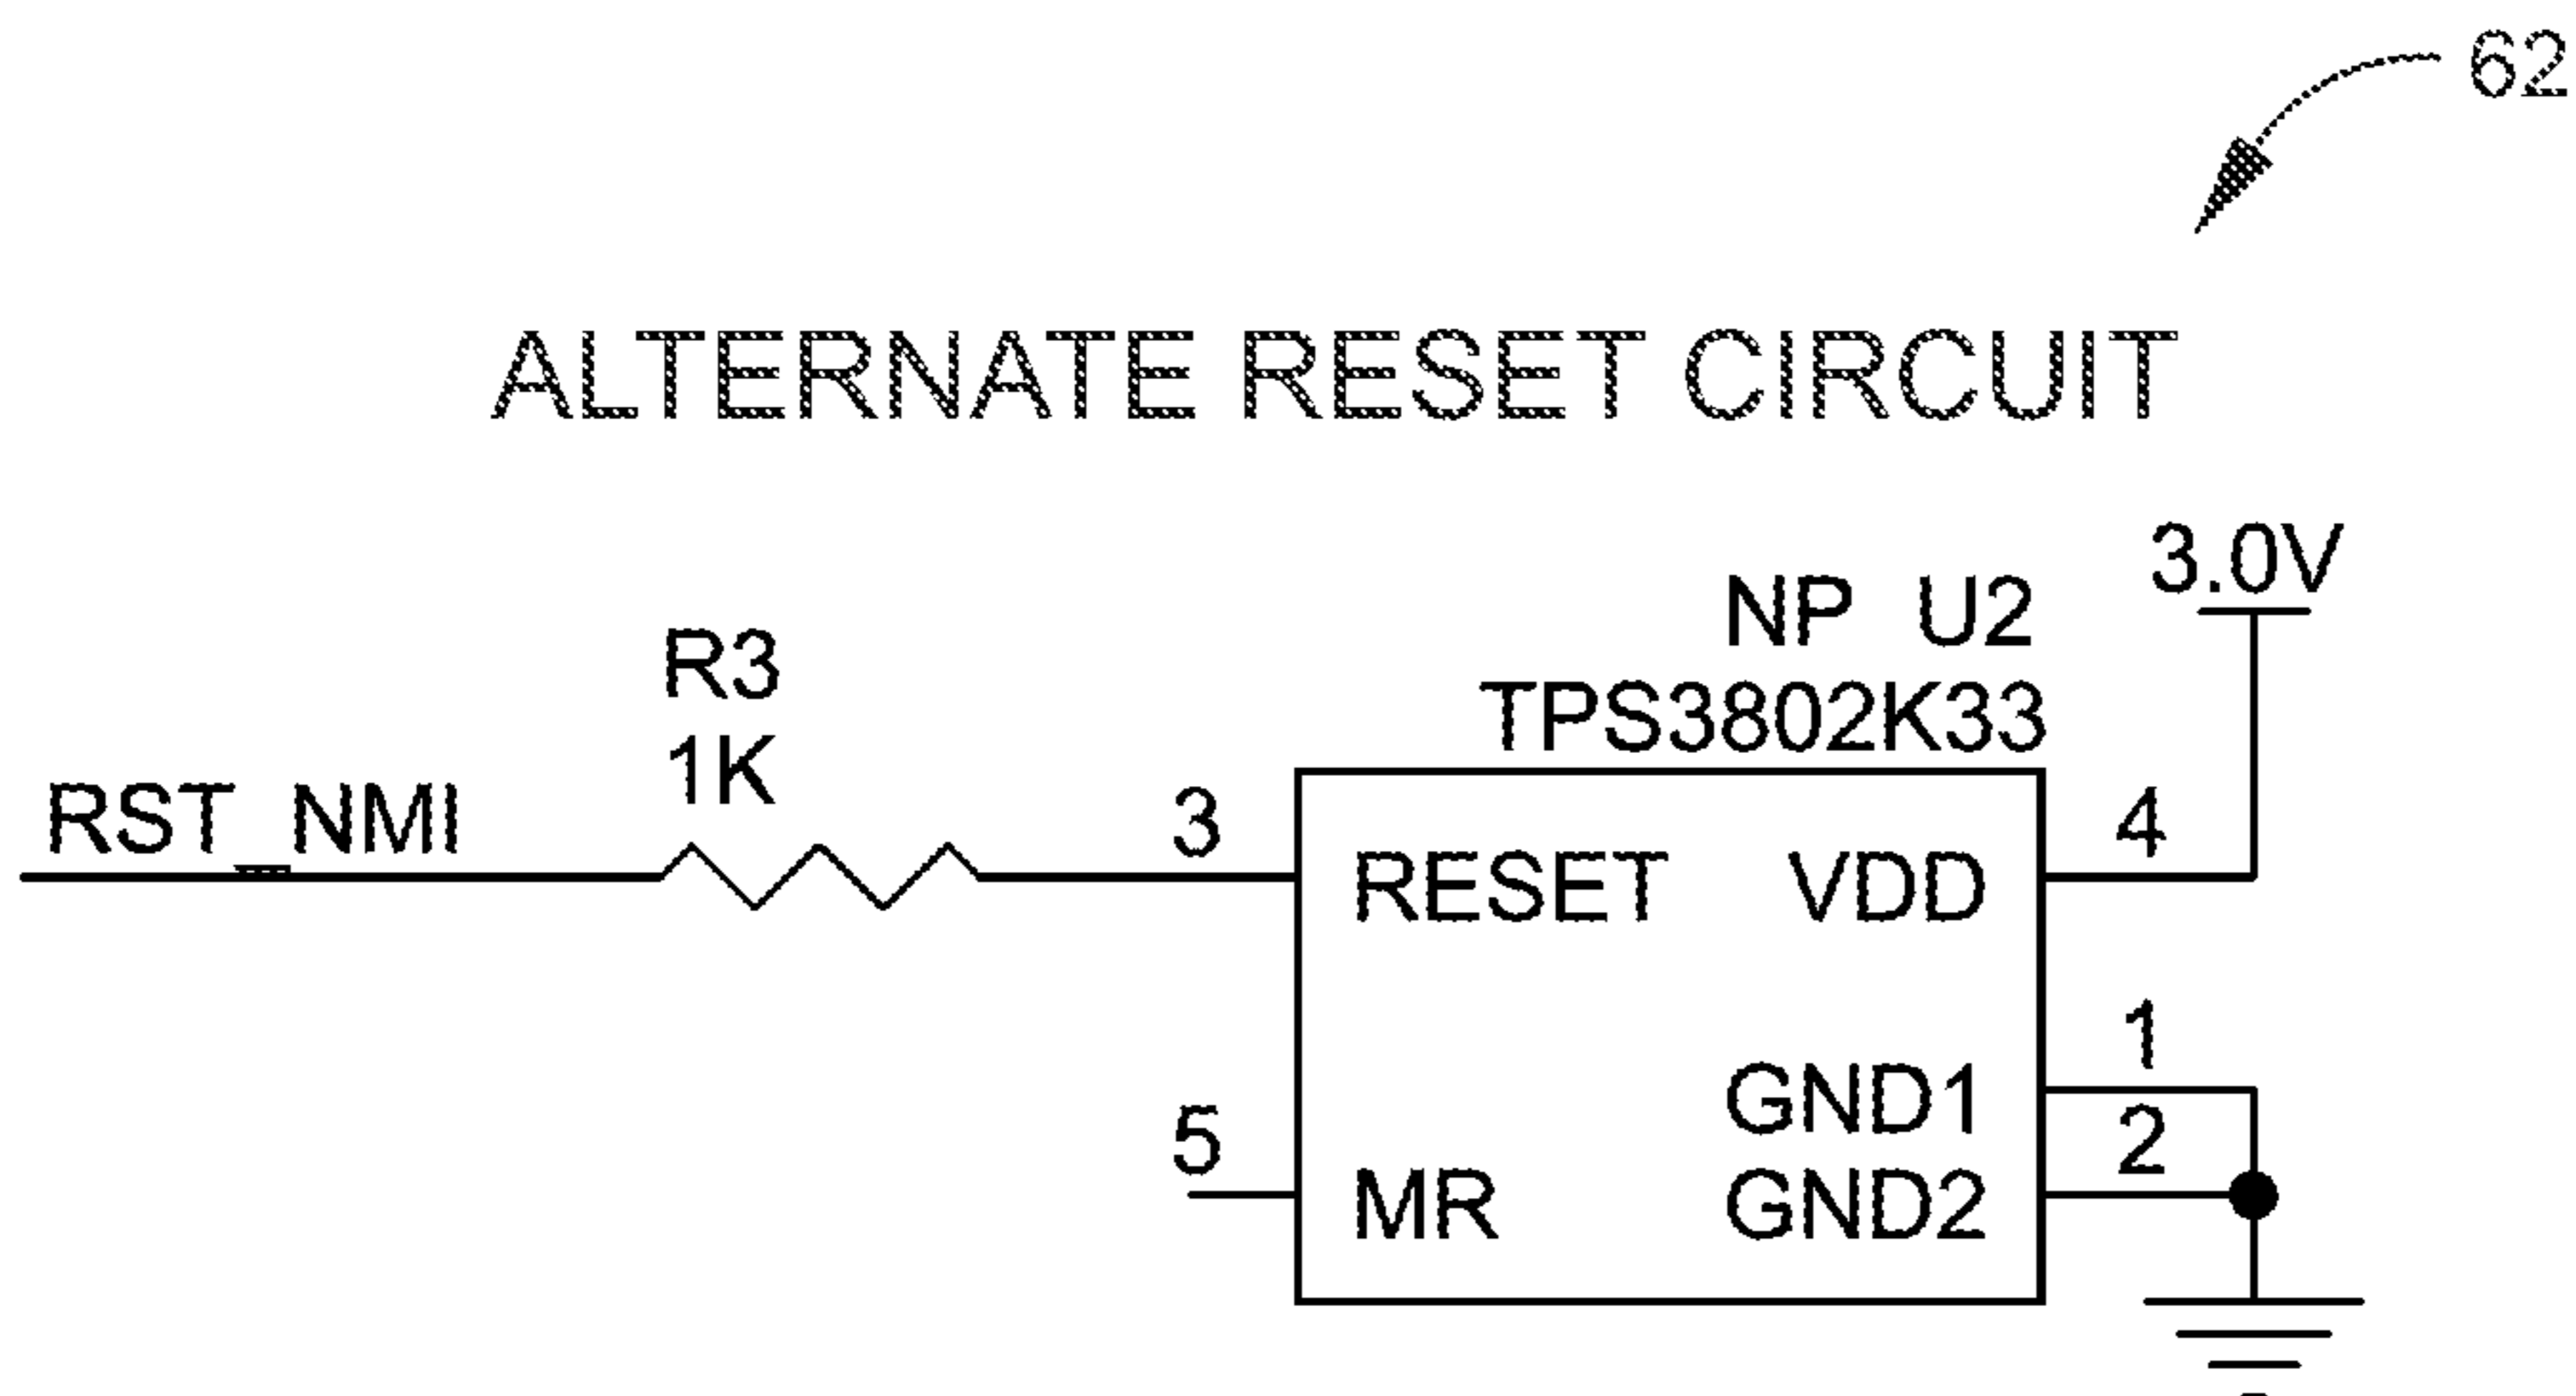 62
ALTERNATE RESET CIRCUIT
3.0V
NP U2
TPS3802K33
R3
1K
RST_NMI
3
RESET
VDD
4
1
GND1
5
2
MR
GND2